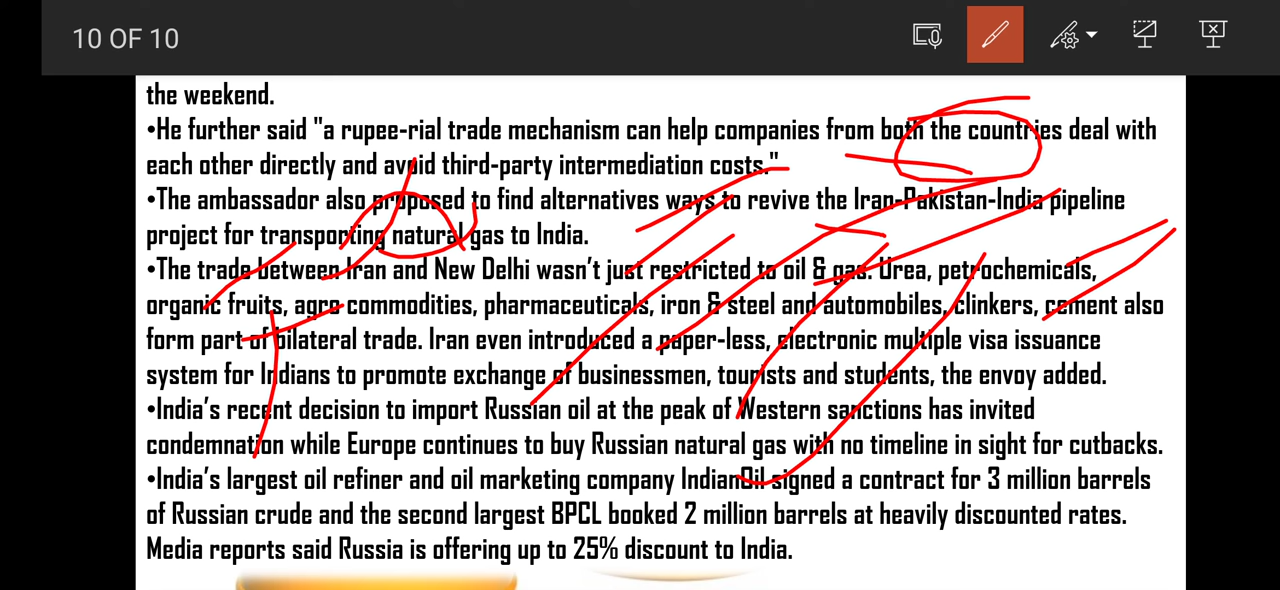 10 OF 10
the weekend.
•He further said "a rupee-rial trade mechanism can help companies from both the countries deal with
each other directly and avoid third-party intermediation costs."
•The ambassador also proposed to find alternatives ways to revive the Iran-Pakistan-India pipeline
project for transporting natural gas to India.
•The trade between Iran and New Delhi wasn't just restricted to oil & gas. Urea, petrochemicals,
organic fruits, agro commodities, pharmaceuticals, iron & steel and automobiles, clinkers, cement also
form part of bilateral trade. Iran even introduced a paper-less, electronic multiple visa issuance
system for Indians to promote exchange of businessmen, tourists and students, the envoy added.
•India's recent decision to import Russian oil at the peak of Western sanctions has invited
condemnation while Europe continues to buy Russian natural gas with no timeline in sight for cutbacks.
•India's largest oil refiner and oil marketing company IndianOil signed a contract for 3 million barrels
of Russian crude and the second largest BPCL booked 2 million barrels at heavily discounted rates.
Media reports said Russia is offering up to 25% discount to India.